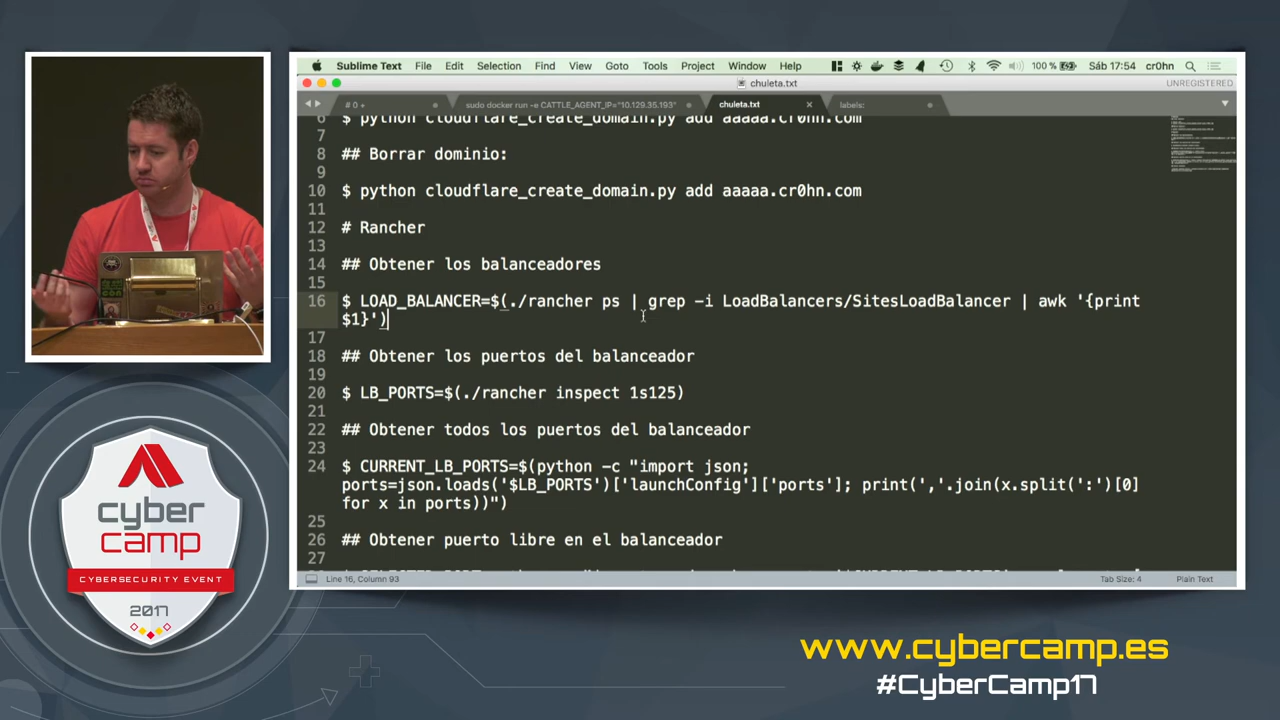 Sublime Text File Edit Selection Find View Goto Tools Project Window Help 100 % Sáb 17:54 cr0hn
chuleta.txt UNREGISTERED
# 0 + sudo docker run -e CATTLE_AGENT_IP="10.129.35.193" chuleta.txt labels:
6 $ python cloudflare_create_domain.py add aaaaa.cr0hn.com
7
8 ## Borrar dominio:
9
10 $ python cloudflare_create_domain.py add aaaaa.cr0hn.com
11
12 # Rancher
13
14 ## Obtener los balanceadores
15
16 $ LOAD_BALANCER=$(./rancher ps | grep -i LoadBalancers/SitesLoadBalancer | awk '{print
$1}')
17
18 ## Obtener los puertos del balanceador
19
20 $ LB_PORTS=$(./rancher inspect 1s125)
21
22 ## Obtener todos los puertos del balanceador
23
24 $ CURRENT_LB_PORTS=$(python -c "import json;
ports=json.loads('$LB_PORTS')['launchConfig']['ports']; print(','.join(x.split(':')[0]
for x in ports))")
25
26 ## Obtener puerto libre en el balanceador
27
Line 16, Column 93 Tab Size: 4 Plain Text
cyber
camp
CYBERSECURITY EVENT
2017
www.cybercamp.es
#CyberCamp17